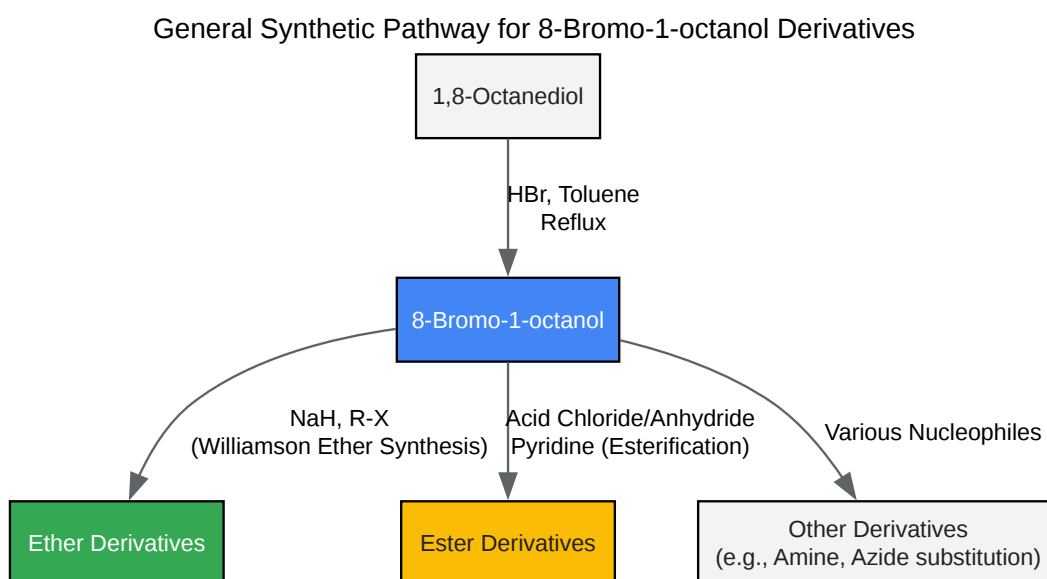 General Synthetic Pathway for 8-Bromo-1-octanol Derivatives
1,8-Octanediol
HBr, Toluene
Reflux
8-Bromo-1-octanol
NaH, R-X
(Williamson Ether Synthesis)
Acid Chloride/Anhydride
Pyridine (Esterification)
Various Nucleophiles
Ether Derivatives
Ester Derivatives
Other Derivatives
(e.g., Amine, Azide substitution)